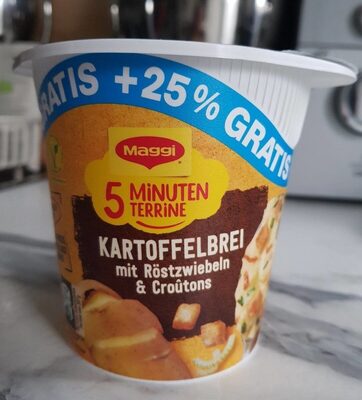 GRATIS +25% GRATIS
Maggi
5 MINUTEN
TERRINE
KARTOFFELBREI
mit Röstzwiebeln
& Croûtons